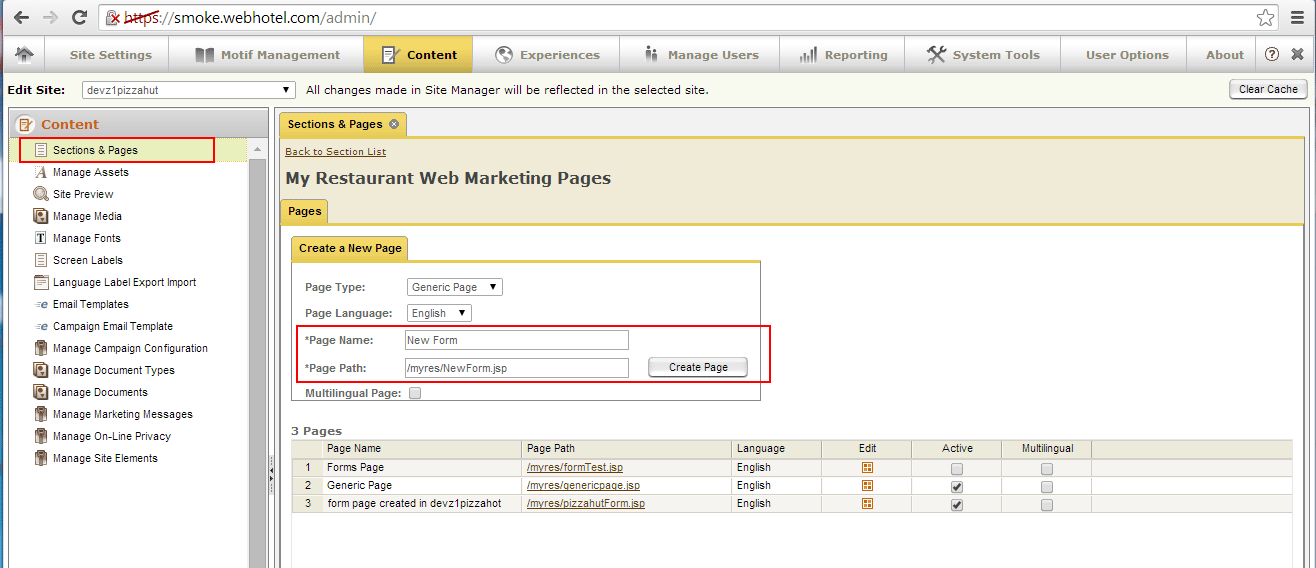 https://smoke.webhotel.com/admin/
Site Settings Motif Management Content Experiences Manage Users Reporting System Tools User Options About
Edit Site: devz1pizzahut All changes made in Site Manager will be reflected in the selected site. Clear Cache
Content
Sections & Pages
Manage Assets
Site Preview
Manage Media
Manage Fonts
Screen Labels
Language Label Export Import
Email Templates
Campaign Email Template
Manage Campaign Configuration
Manage Document Types
Manage Documents
Manage Marketing Messages
Manage On-Line Privacy
Manage Site Elements
Sections & Pages
Back to Section List
My Restaurant Web Marketing Pages
Pages
Create a New Page
Page Type: Generic Page
Page Language: English
*Page Name: New Form
*Page Path: /myres/NewForm.jsp Create Page
Multilingual Page:
3 Pages
Page Name Page Path Language Edit Active Multilingual
1 Forms Page /myres/formTest.jsp English
2 Generic Page /myres/genericpage.jsp English
3 form page created in devz1pizzahot /myres/pizzahutForm.jsp English